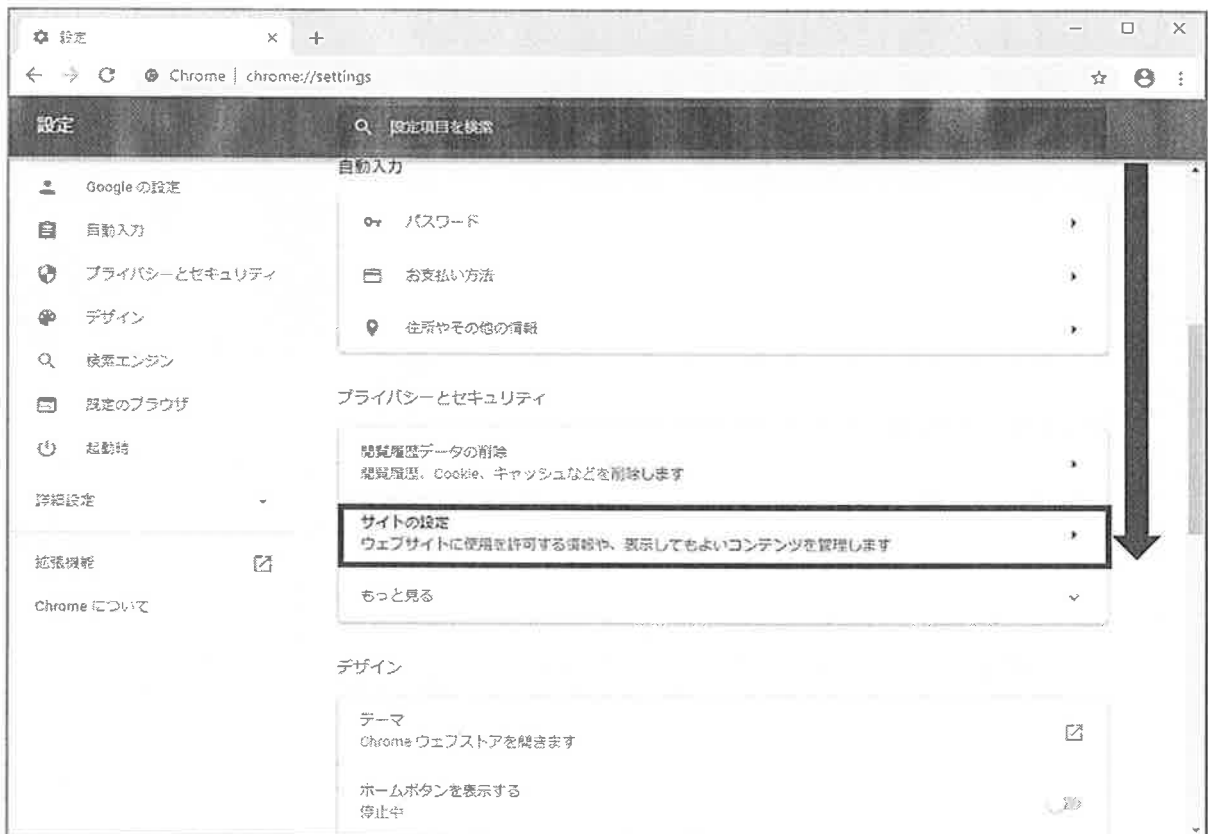 設定
Chrome | chrome://settings
設定
設定項目を検索
Google の設定
自動入力
プライバシーとセキュリティ
デザイン
検索エンジン
既定のブラウザ
起動時
詳細設定
拡張機能
Chrome について
自動入力
パスワード
お支払い方法
住所やその他の情報
プライバシーとセキュリティ
閲覧履歴データの削除
閲覧履歴、Cookie、キャッシュなどを削除します
サイトの設定
ウェブサイトに使用を許可する情報や、表示してもよいコンテンツを管理します
もっと見る
デザイン
テーマ
Chrome ウェブストアを開きます
ホームボタンを表示する
停止中